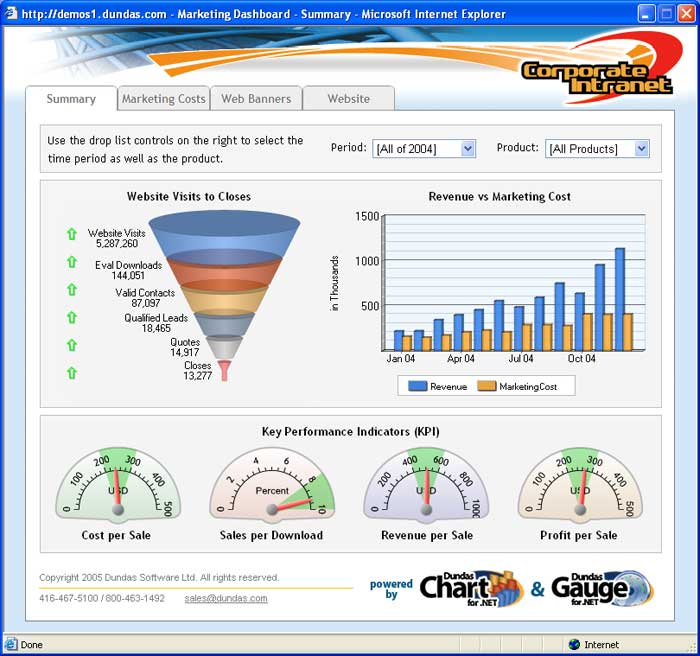 http://demos1.dundas.com - Marketing Dashboard - Summary - Microsoft Internet Explorer
Corporate
Intranet
Summary
Marketing Costs
Web Banners
Website
Use the drop list controls on the right to select the
time period as well as the product.
Period:
[All of 2004]
Product:
[All Products]
Website Visits to Closes
Website Visits
5,287,260
Eval Downloads
144,051
Valid Contacts
87,097
Qualified Leads
18,465
Quotes
14,917
Closes
13,277
Revenue vs Marketing Cost
in Thousands
1500
1000
500
Jan 04
Apr 04
Jul 04
Oct 04
Revenue
MarketingCost
Key Performance Indicators (KPI)
0 100 200 300 400 500
USD
Cost per Sale
0 2 4 6 8 10
Percent
Sales per Download
0 200 400 600 800 1000
USD
Revenue per Sale
0 100 200 300 400 500
USD
Profit per Sale
Copyright 2005 Dundas Software Ltd. All rights reserved.
416-467-5100 / 800-463-1492
sales@dundas.com
powered
by
Dundas
Chart
for .NET
&
Dundas
Gauge
for .NET
Done
Internet